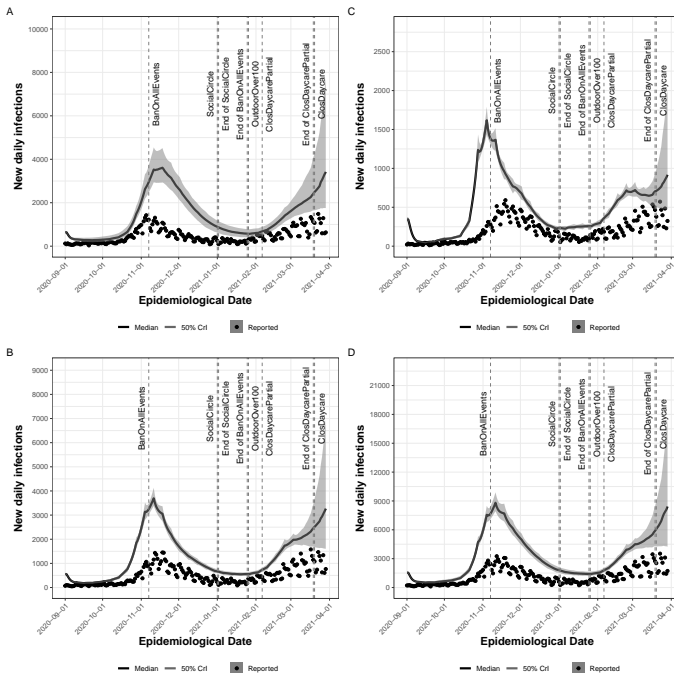 A
New daily infections
10000
8000
6000
4000
2000
0
BanOnAllEvents
SocialCircle
End of SocialCircle
End of BanOnAllEvents
OutdoorOver100
ClosDaycarePartial
End of ClosDaycarePartial
ClosDaycare
2020-09-01
2020-10-01
2020-11-01
2020-12-01
2021-01-01
2021-02-01
2021-03-01
2021-04-01
Epidemiological Date
Median 50% CrI Reported
C
New daily infections
2500
2000
1500
1000
500
0
BanOnAllEvents
SocialCircle
End of SocialCircle
End of BanOnAllEvents
OutdoorOver100
ClosDaycarePartial
End of ClosDaycarePartial
ClosDaycare
2020-09-01
2020-10-01
2020-11-01
2020-12-01
2021-01-01
2021-02-01
2021-03-01
2021-04-01
Epidemiological Date
Median 50% CrI Reported
B
New daily infections
9000
8000
7000
6000
5000
4000
3000
2000
1000
0
BanOnAllEvents
SocialCircle
End of SocialCircle
End of BanOnAllEvents
OutdoorOver100
ClosDaycarePartial
End of ClosDaycarePartial
ClosDaycare
2020-09-01
2020-10-01
2020-11-01
2020-12-01
2021-01-01
2021-02-01
2021-03-01
2021-04-01
Epidemiological Date
Median 50% CrI Reported
D
New daily infections
21000
18000
15000
12000
9000
6000
3000
0
BanOnAllEvents
SocialCircle
End of SocialCircle
End of BanOnAllEvents
OutdoorOver100
ClosDaycarePartial
End of ClosDaycarePartial
ClosDaycare
2020-09-01
2020-10-01
2020-11-01
2020-12-01
2021-01-01
2021-02-01
2021-03-01
2021-04-01
Epidemiological Date
Median 50% CrI Reported